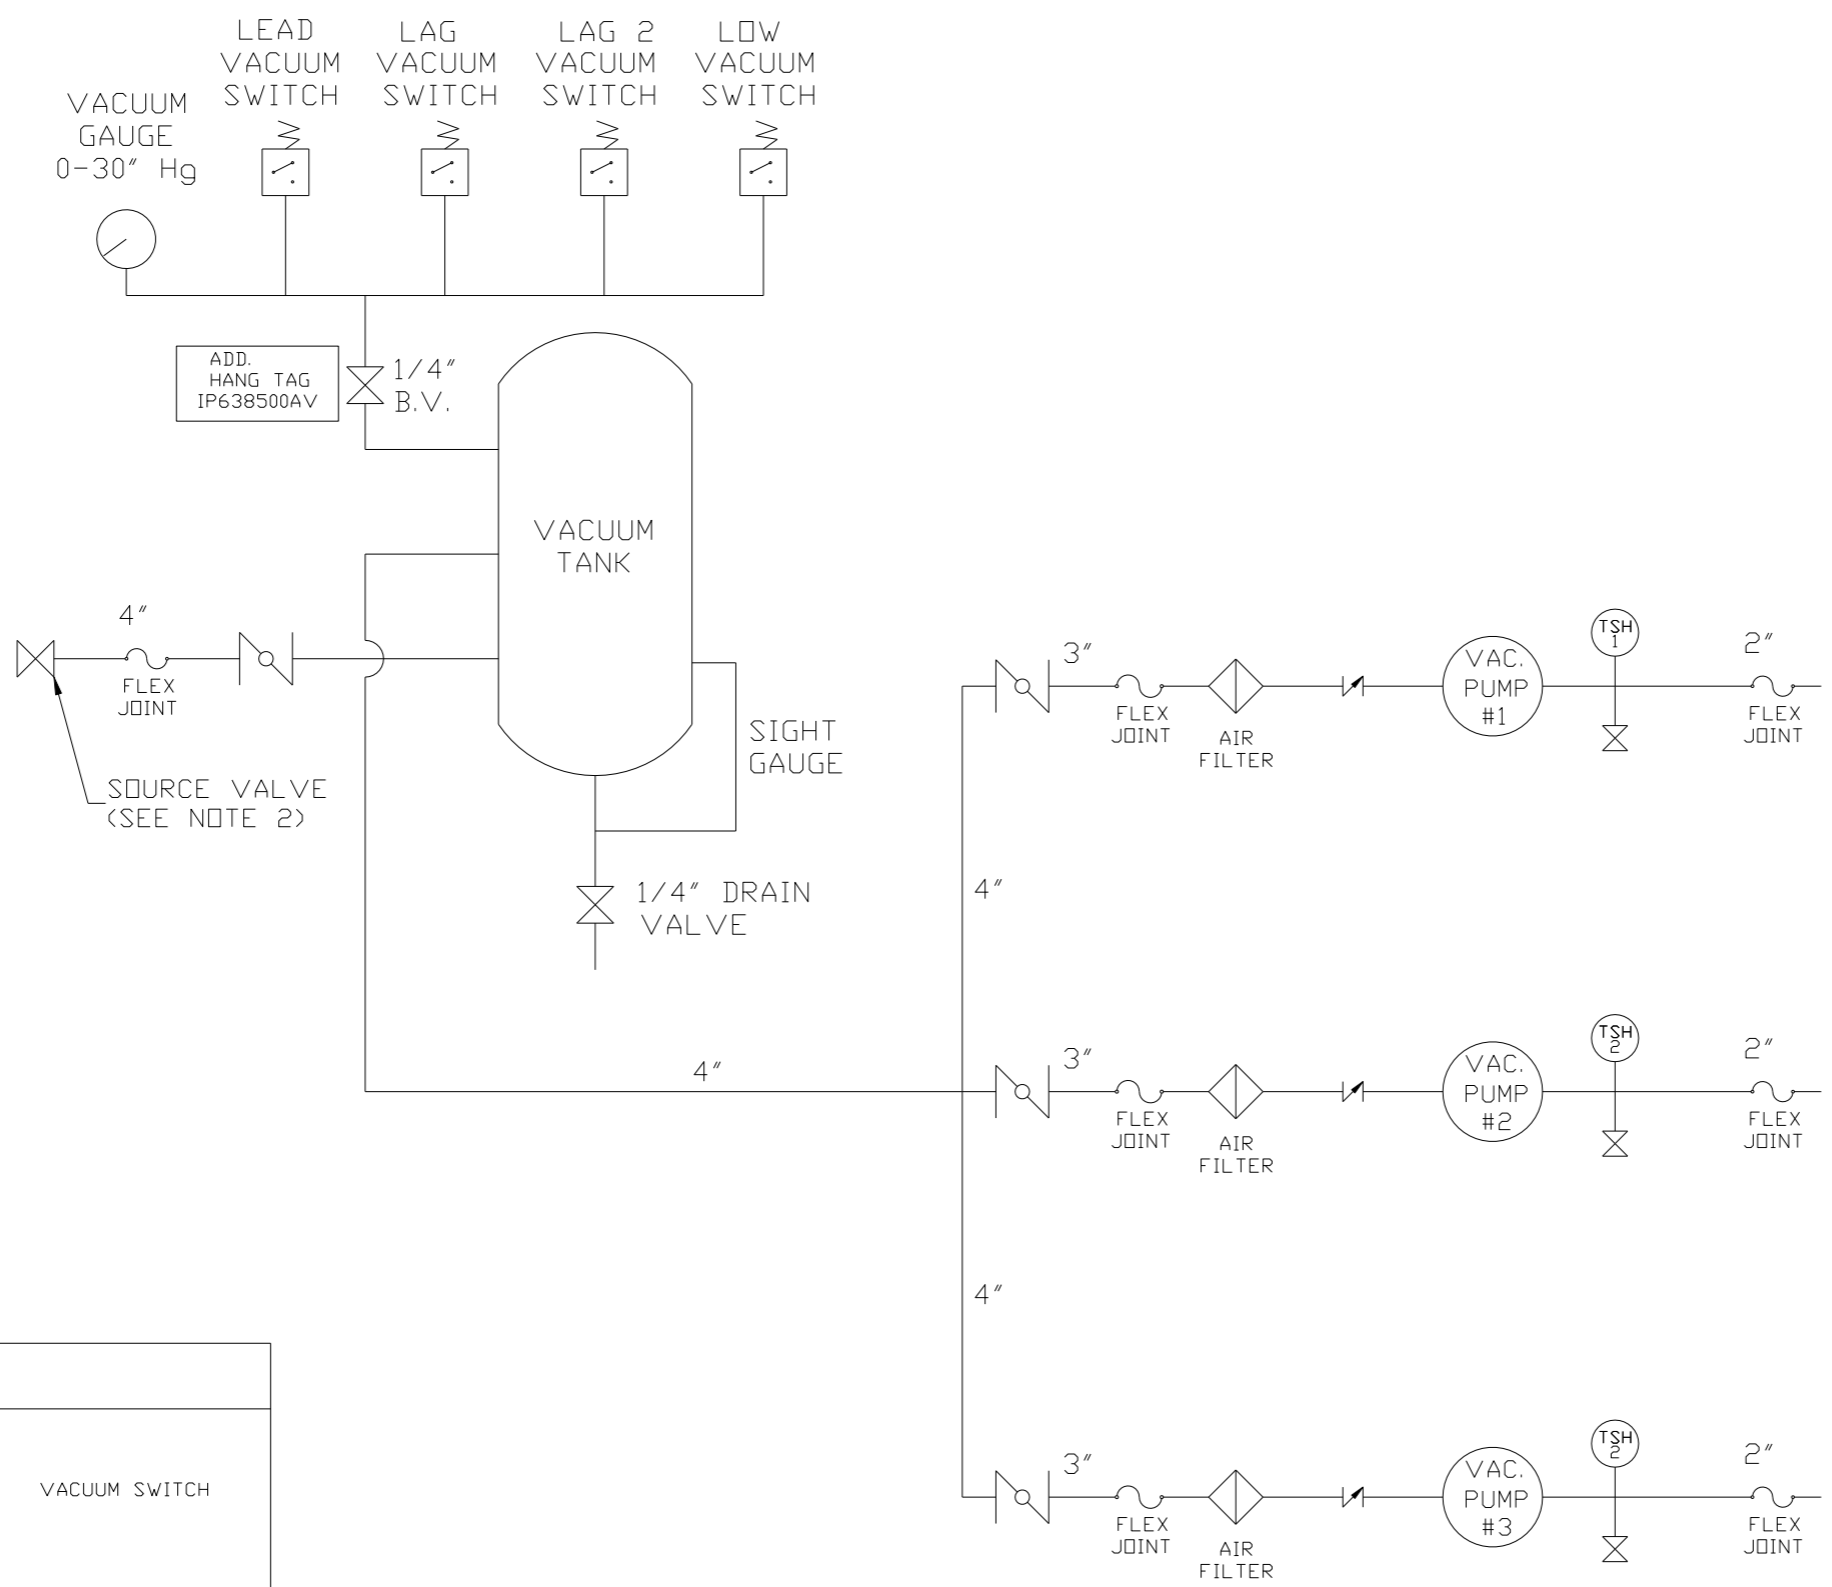 LEAD
VACUUM
SWITCH
LAG
VACUUM
SWITCH
LAG 2
VACUUM
SWITCH
LOW
VACUUM
SWITCH
VACUUM
GAUGE
0-30" Hg
ADD.
HANG TAG
IP638500AV
1/4"
B.V.
VACUUM
TANK
4"
FLEX
JOINT
SOURCE VALVE
(SEE NOTE 2)
SIGHT
GAUGE
1/4" DRAIN
VALVE
3"
FLEX
JOINT
AIR
FILTER
VAC.
PUMP
#1
TSH
1
2"
FLEX
JOINT
4"
4"
3"
FLEX
JOINT
AIR
FILTER
VAC.
PUMP
#2
TSH
2
2"
FLEX
JOINT
4"
3"
FLEX
JOINT
AIR
FILTER
VAC.
PUMP
#3
TSH
2
2"
FLEX
JOINT
VACUUM SWITCH